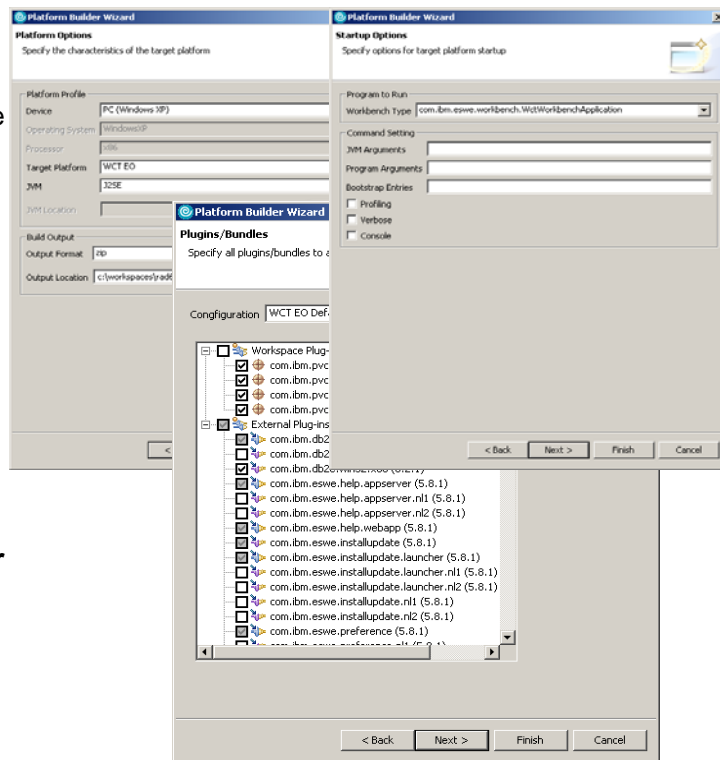 Platform Builder Wizard
Platform Options
Specify the characteristics of the target platform
Platform Profile
Device
PC (Windows XP)
Operating System
WindowsXP
Processor
x86
Target Platform
WCT EO
JVM
J2SE
JVM Location
Build Output
Output Format
zip
Output Location
c:\workspaces\rad6
<
e
r
Platform Builder Wizard
Startup Options
Specify options for target platform startup
Program to Run
Workbench Type
com.ibm.eswe.workbench.WctWorkbenchApplication
Command Setting
JVM Arguments
Program Arguments
Bootstrap Entries
Profiling
Verbose
Console
< Back
Next >
Finish
Cancel
Platform Builder Wizard
Plugins/Bundles
Specify all plugins/bundles to
Congfiguration
WCT EO Def
Workspace Plug-
com.ibm.pvc
com.ibm.pvc
com.ibm.pvc
com.ibm.pvc
External Plug-ins
com.ibm.db2
com.ibm.db2
com.ibm.eswe.help.appserver (5.8.1)
com.ibm.eswe.help.appserver.nl1 (5.8.1)
com.ibm.eswe.help.appserver.nl2 (5.8.1)
com.ibm.eswe.help.webapp (5.8.1)
com.ibm.eswe.installupdate (5.8.1)
com.ibm.eswe.installupdate.launcher (5.8.1)
com.ibm.eswe.installupdate.launcher.nl1 (5.8.1)
com.ibm.eswe.installupdate.launcher.nl2 (5.8.1)
com.ibm.eswe.installupdate.nl1 (5.8.1)
com.ibm.eswe.installupdate.nl2 (5.8.1)
com.ibm.eswe.preference (5.8.1)
< Back
Next >
Finish
Cancel